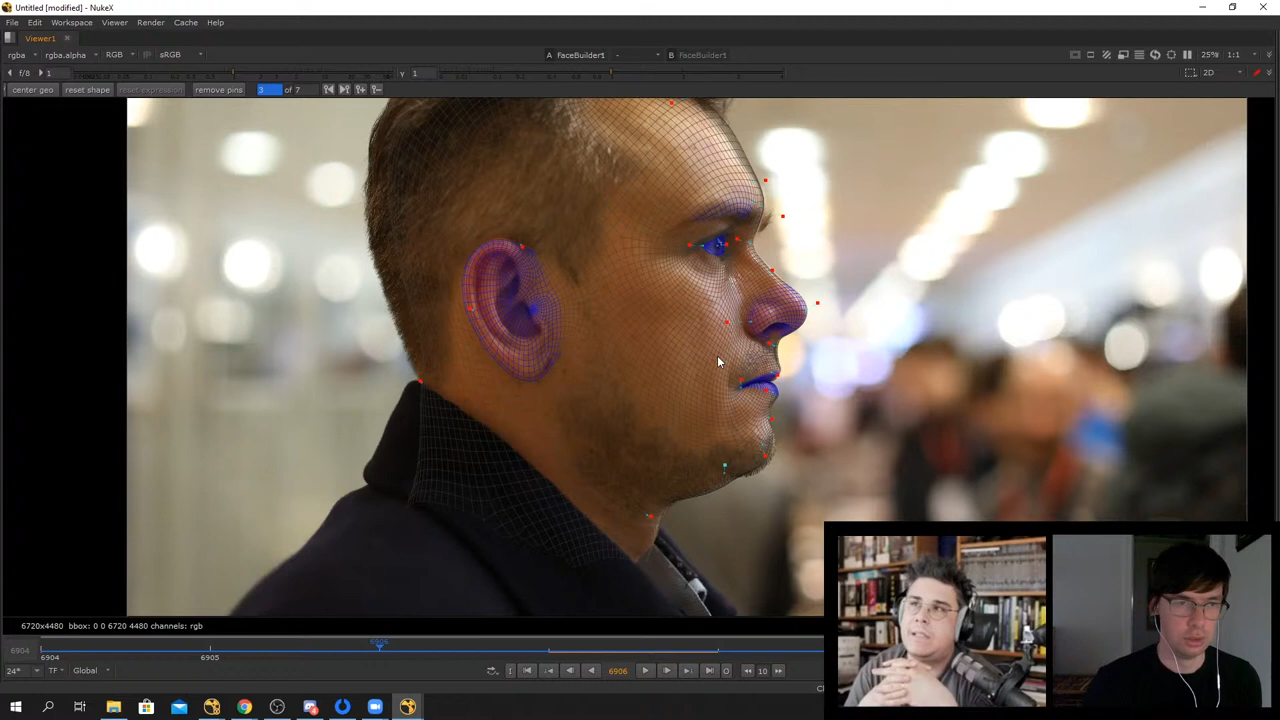 Untitled [modified] - NukeX
File Edit Workspace Viewer Render Cache Help
Viewer1
rgba rgba.alpha RGB sRGB A FaceBuilder1 - B FaceBuilder1 25% 1:1
f/8 1 γ 1 2D
center geo reset shape reset expression remove pins 3 of 7
6720x4480 bbox: 0 0 6720 4480 channels: rgb
6904 6904 6905 6906
24* TF Global I 6906 O 10